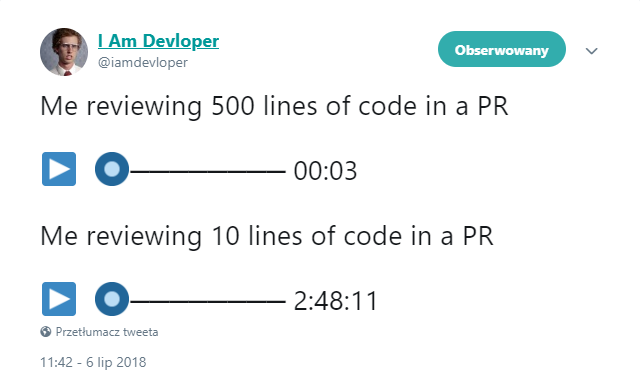 I Am Devloper
@iamdevloper
Obserwowany
Me reviewing 500 lines of code in a PR
00:03
Me reviewing 10 lines of code in a PR
2:48:11
Przetłumacz tweeta
11:42 - 6 lip 2018